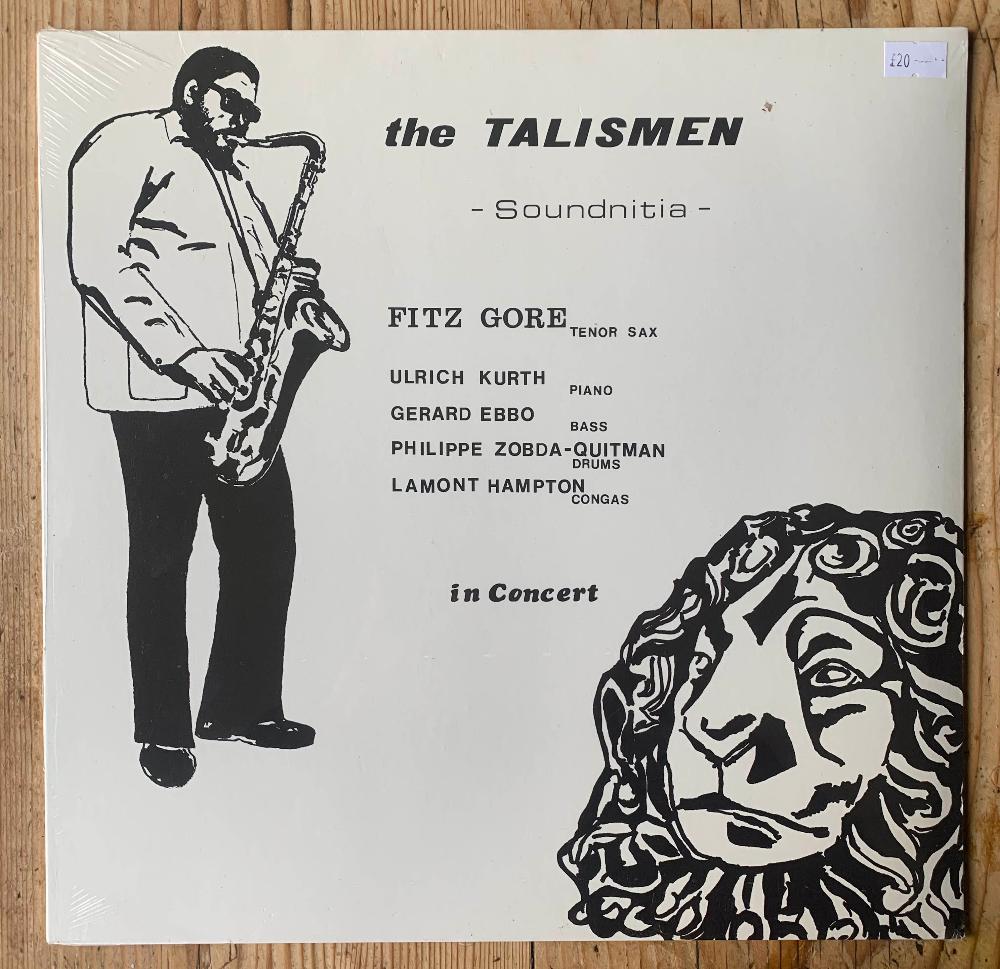 £20
the TALISMEN
- Soundnitia -
FITZ GORE TENOR SAX
ULRICH KURTH PIANO
GERARD EBBO BASS
PHILIPPE ZOBDA-QUITMAN
DRUMS
LAMONT HAMPTON CONGAS
in Concert